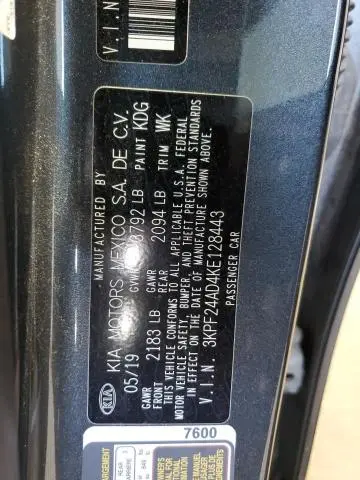 V.I.N
MANUFACTURED BY
KIA MOTORS MEXICO S.A. DE C.V.
05/19 GVWR 3792 LB PAINT KDG
GAWR FRONT 2183 LB GAWR REAR 2094 LB TRIM WK
THIS VEHICLE CONFORMS TO ALL APPLICABLE U.S.A. FEDERAL
MOTOR VEHICLE SAFETY, BUMPER AND THEFT PREVENTION STANDARDS
IN EFFECT ON THE DATE OF MANUFACTURE SHOWN ABOVE.
V.I.N. 3KPF24AD4KE128443
PASSENGER CAR
KIA
7600
REAR
ARRIÈRE